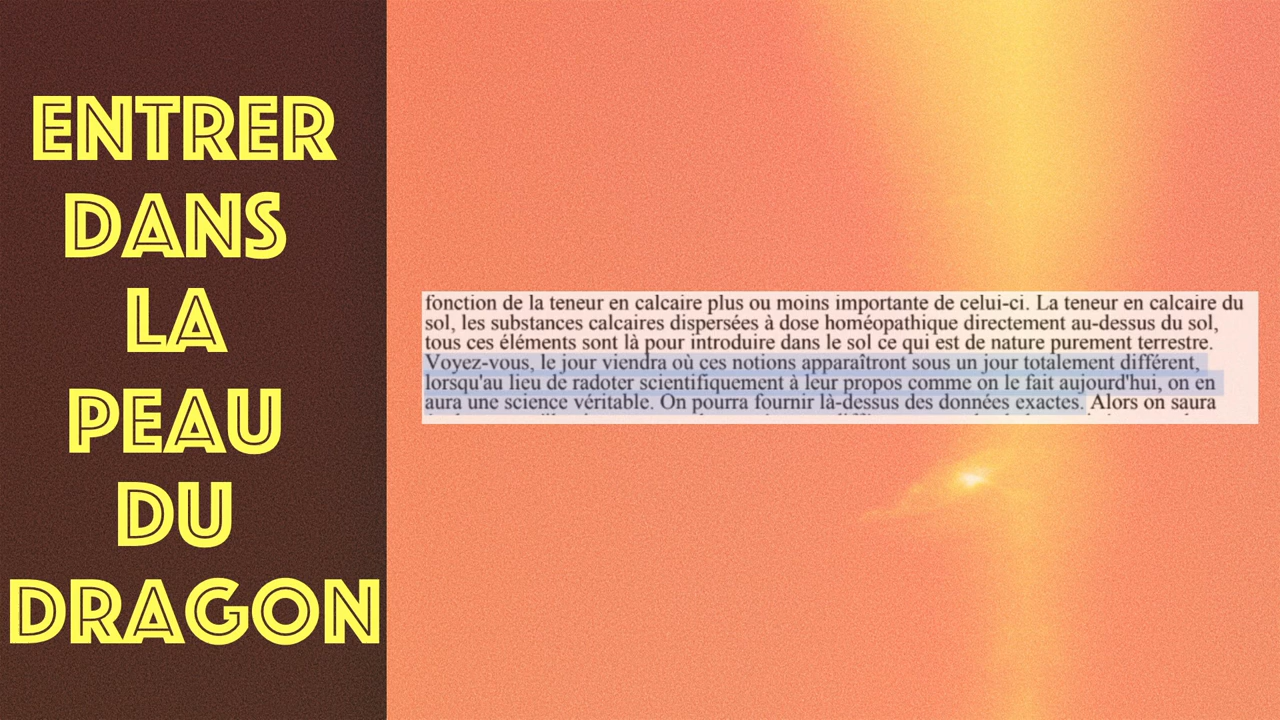 ENTRER
DANS
LA
PEAU
DU
DRAGON
fonction de la teneur en calcaire plus ou moins importante de celui-ci. La teneur en calcaire du
sol, les substances calcaires dispersées à dose homéopathique directement au-dessus du sol,
tous ces éléments sont là pour introduire dans le sol ce qui est de nature purement terrestre.
Voyez-vous, le jour viendra où ces notions apparaîtront sous un jour totalement différent,
lorsqu'au lieu de radoter scientifiquement à leur propos comme on le fait aujourd'hui, on en
aura une science véritable. On pourra fournir là-dessus des données exactes. Alors on saura